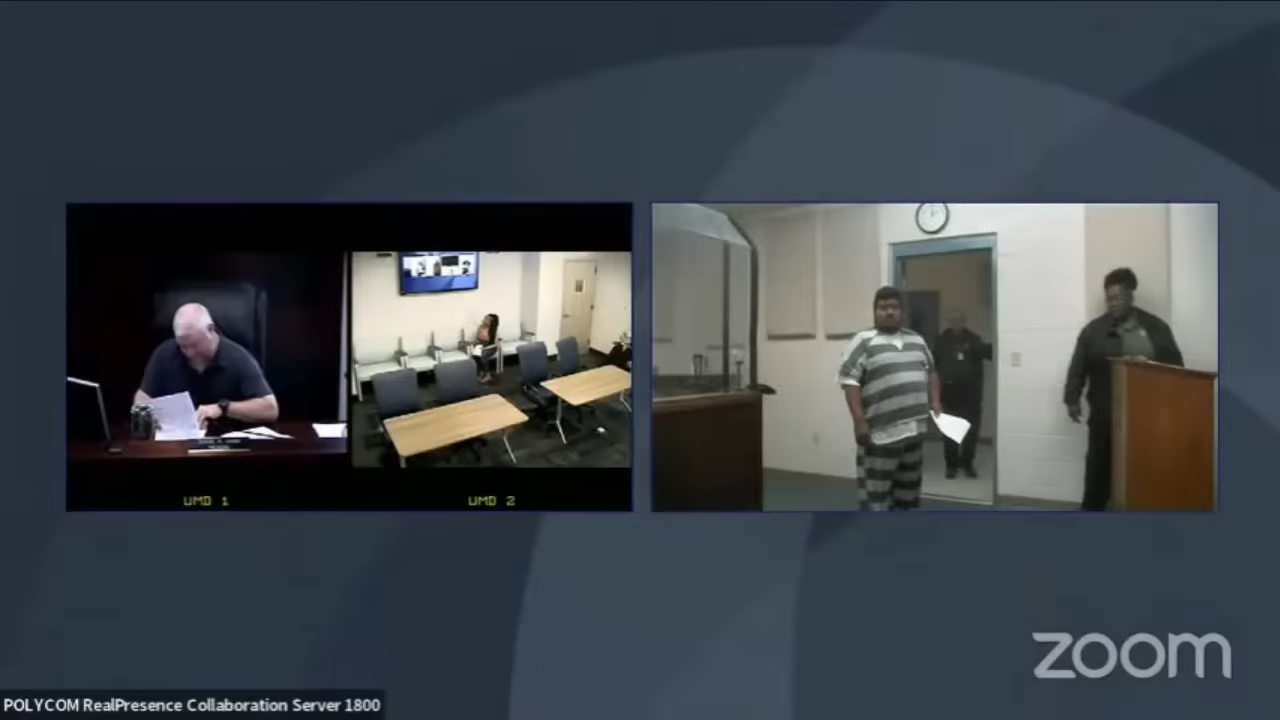 UMD 1
UMD 2
zoom
POLYCOM RealPresence Collaboration Server 1800